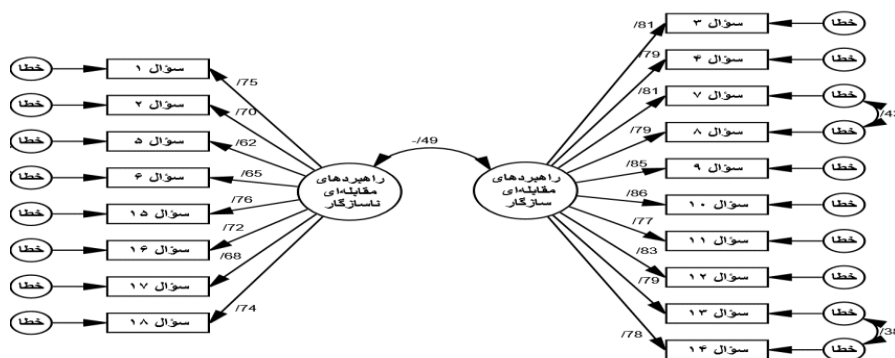 خطا سؤال ۳ /81
خطا سؤال ۴ /79
خطا سؤال ۷ /81
خطا سؤال ۸ /79
/43
خطا سؤال ۹ /85
خطا سؤال ۱۰ /86
خطا سؤال ۱۱ /77
خطا سؤال ۱۲ /83
خطا سؤال ۱۳ /79
خطا سؤال ۱۴ /78
/38
راهبردهای
مقابله‌ای
سازگار
-/49
راهبردهای
مقابله‌ای
ناسازگار
/75 سؤال ۱ خطا
/70 سؤال ۲ خطا
/62 سؤال ۵ خطا
/65 سؤال ۶ خطا
/76 سؤال ۱۵ خطا
/72 سؤال ۱۶ خطا
/68 سؤال ۱۷ خطا
/74 سؤال ۱۸ خطا